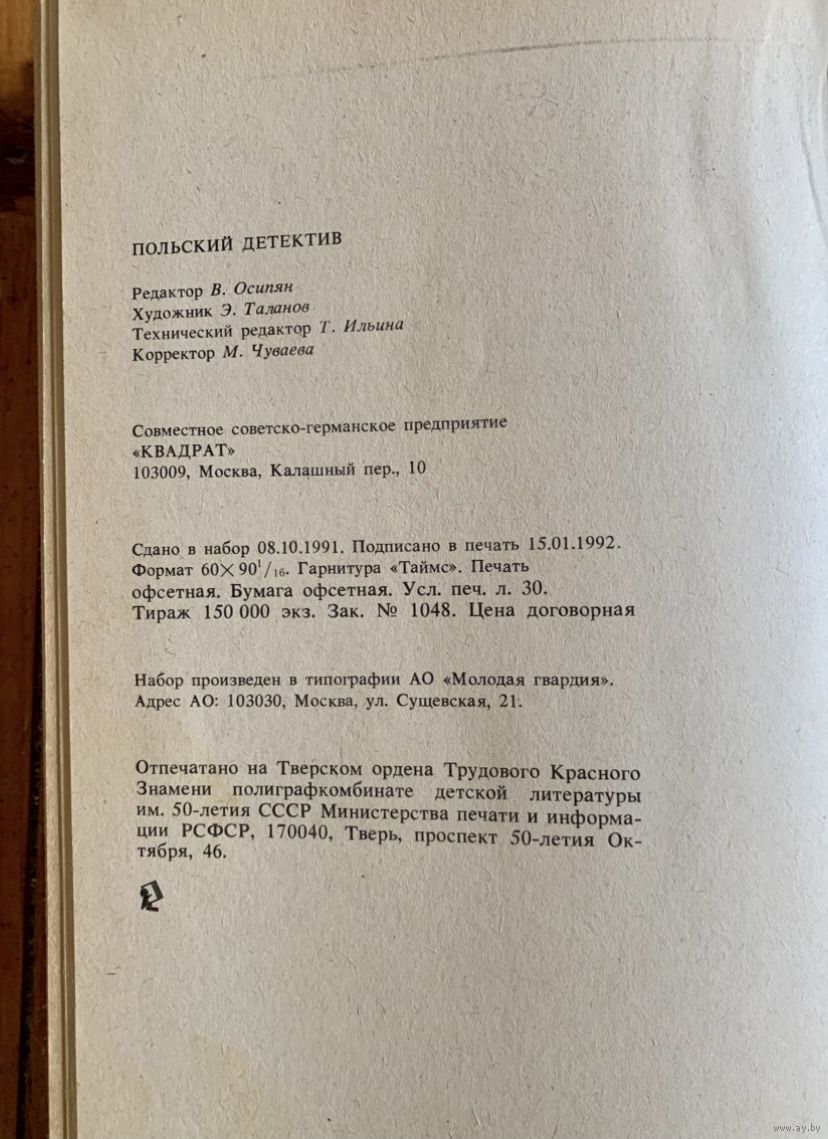 ПОЛЬСКИЙ ДЕТЕКТИВ
Редактор В. Осипян
Художник Э. Таланов
Технический редактор Т. Ильина
Корректор М. Чуваева
Совместное советско-германское предприятие
«КВАДРАТ»
103009, Москва, Калашный пер., 10
Сдано в набор 08.10.1991. Подписано в печать 15.01.1992.
Формат 60×90¹/₁₆. Гарнитура «Таймс». Печать
офсетная. Бумага офсетная. Усл. печ. л. 30.
Тираж 150 000 экз. Зак. № 1048. Цена договорная
Набор произведен в типографии АО «Молодая гвардия».
Адрес АО: 103030, Москва, ул. Сущевская, 21.
Отпечатано на Тверском ордена Трудового Красного
Знамени полиграфкомбинате детской литературы
им. 50-летия СССР Министерства печати и информа-
ции РСФСР, 170040, Тверь, проспект 50-летия Ок-
тября, 46.
www.ay.by